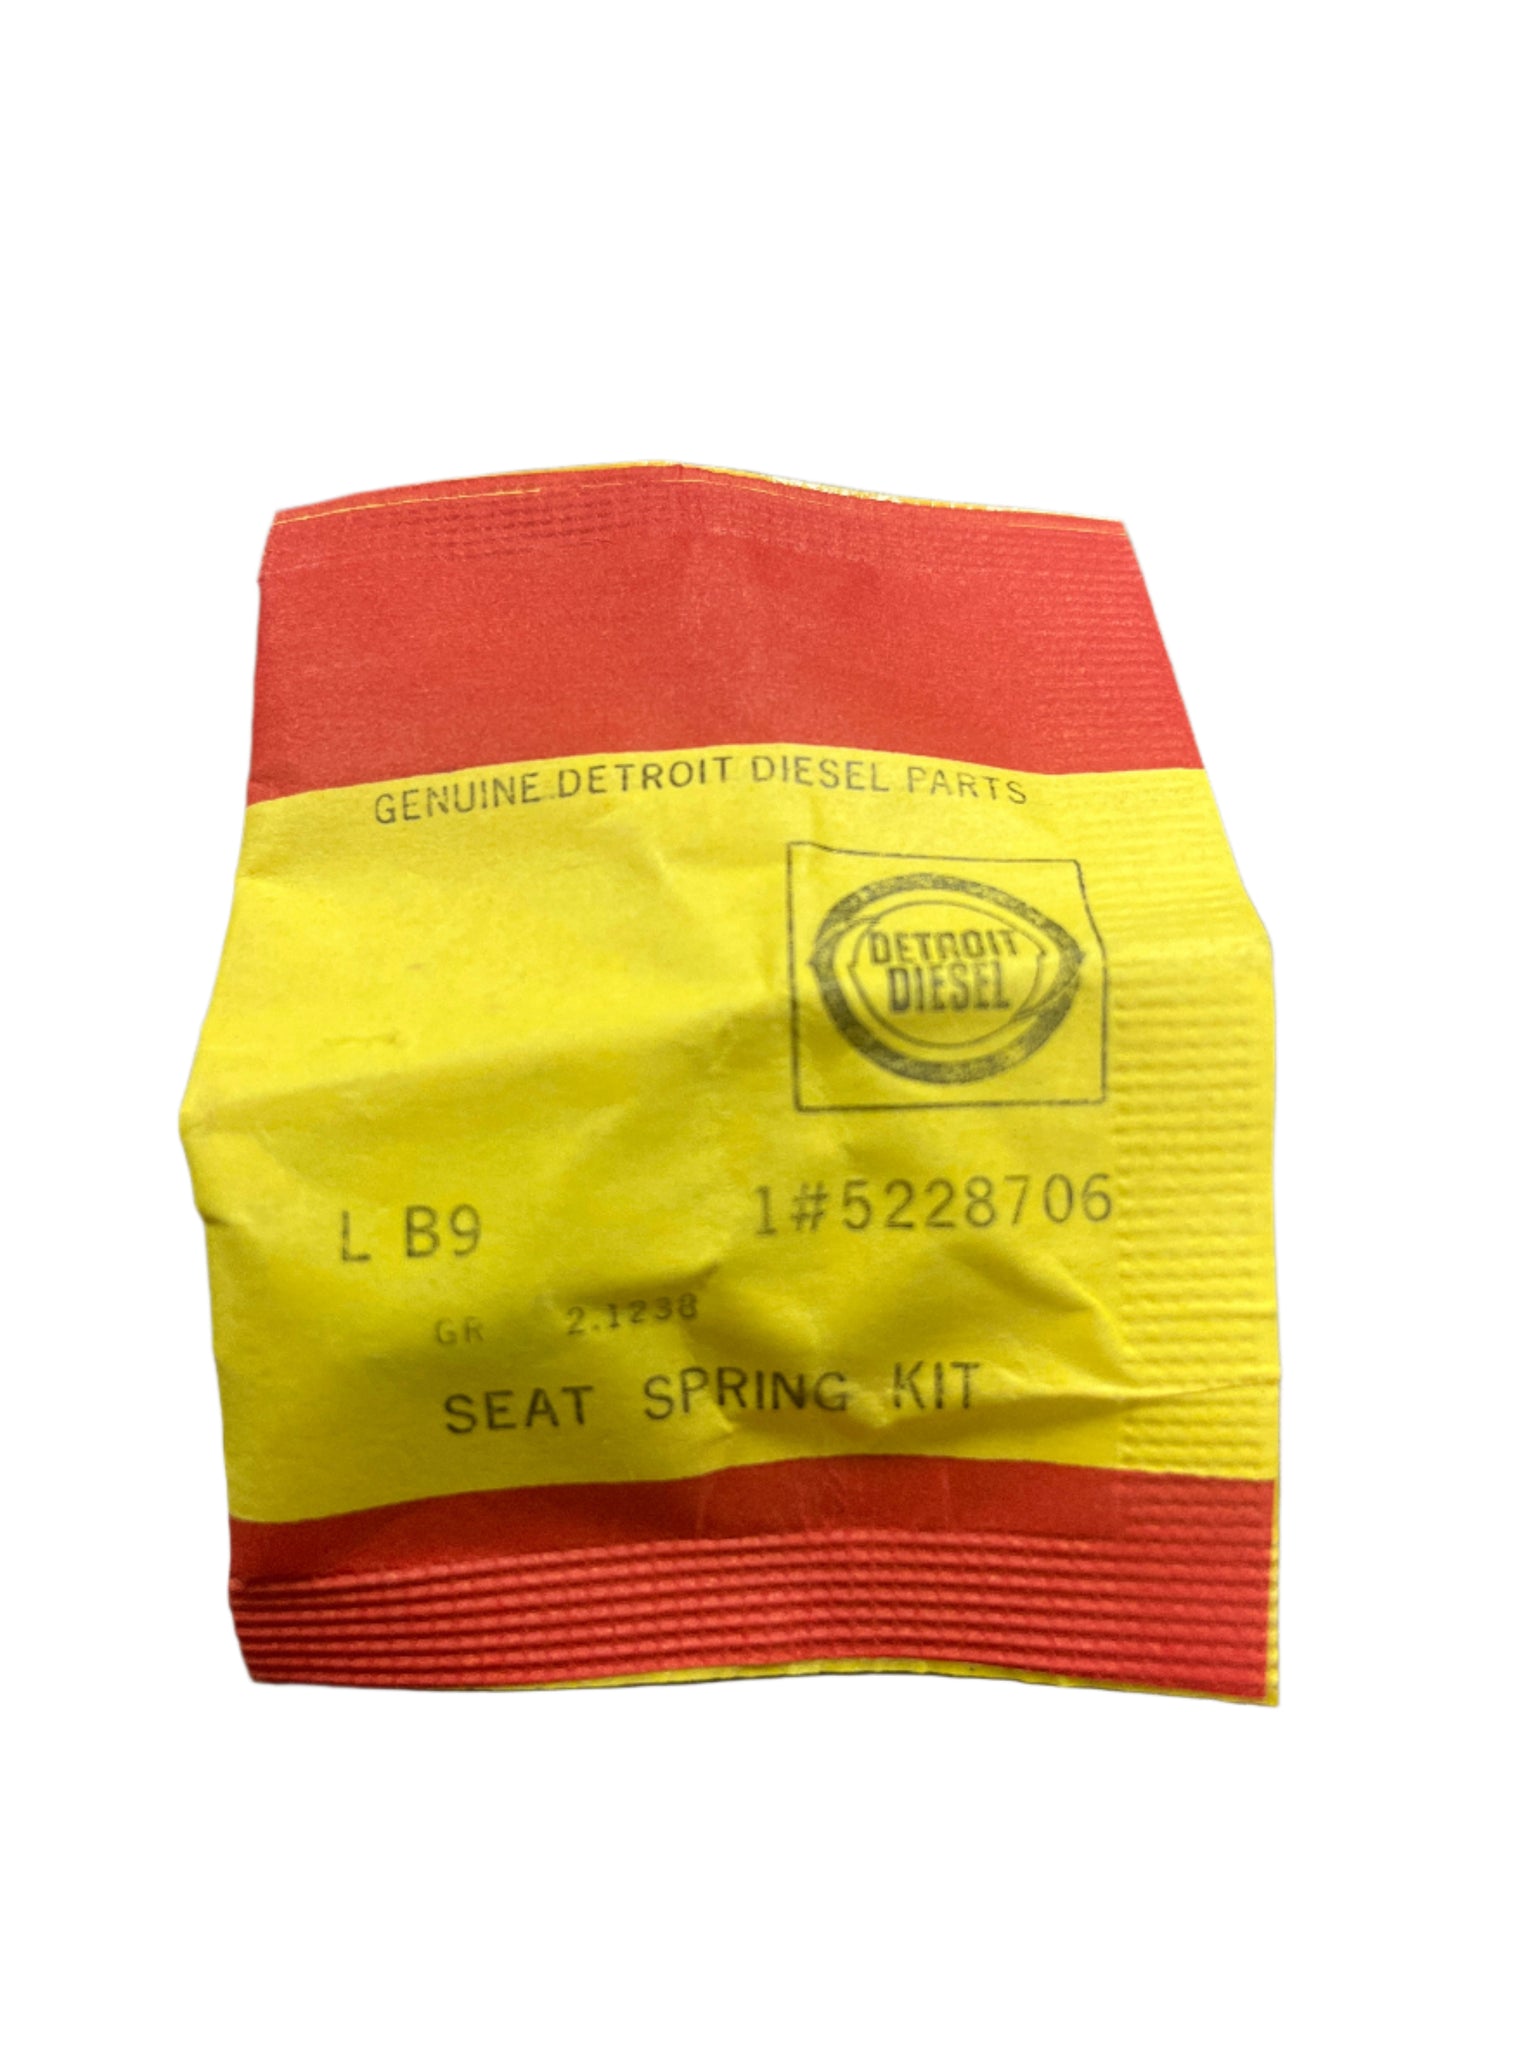 GENUINE DETROIT DIESEL PARTS
DETROIT
DIESEL
L B9 1#5228706
GR 2.1238
SEAT SPRING KIT